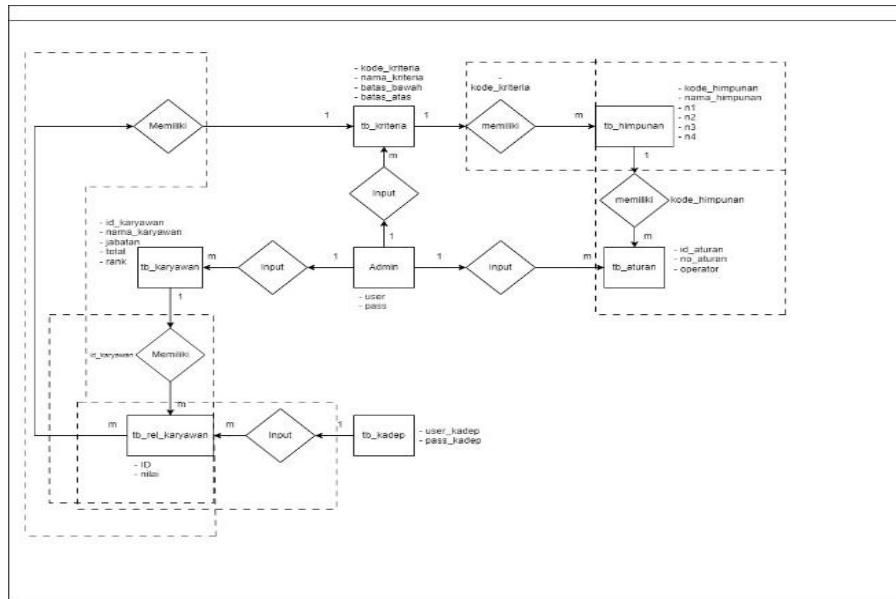 - kode_kriteria
- nama_kriteria
- batas_bawah
- batas_atas
-
kode_kriteria
- kode_himpunan
- nama_himpunan
- n1
- n2
- n3
- n4
Memiliki
1
tb_kriteria
1
memiliki
m
tb_himpunan
m
1
Input
memiliki
kode_himpunan
- id_karyawan
- nama_karyawan
- jabatan
- total
- rank
1
m
- id_aturan
- no_aturan
- operator
tb_karyawan
m
Input
1
Admin
1
Input
m
tb_aturan
- user
- pass
1
id_karyawan
Memiliki
m
m
tb_rel_karyawan
m
Input
1
tb_kadep
- user_kadep
- pass_kadep
- ID
- nilai